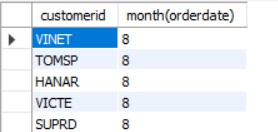 customerid month(orderdate)
VINET 8
TOMSP 8
HANAR 8
VICTE 8
SUPRD 8